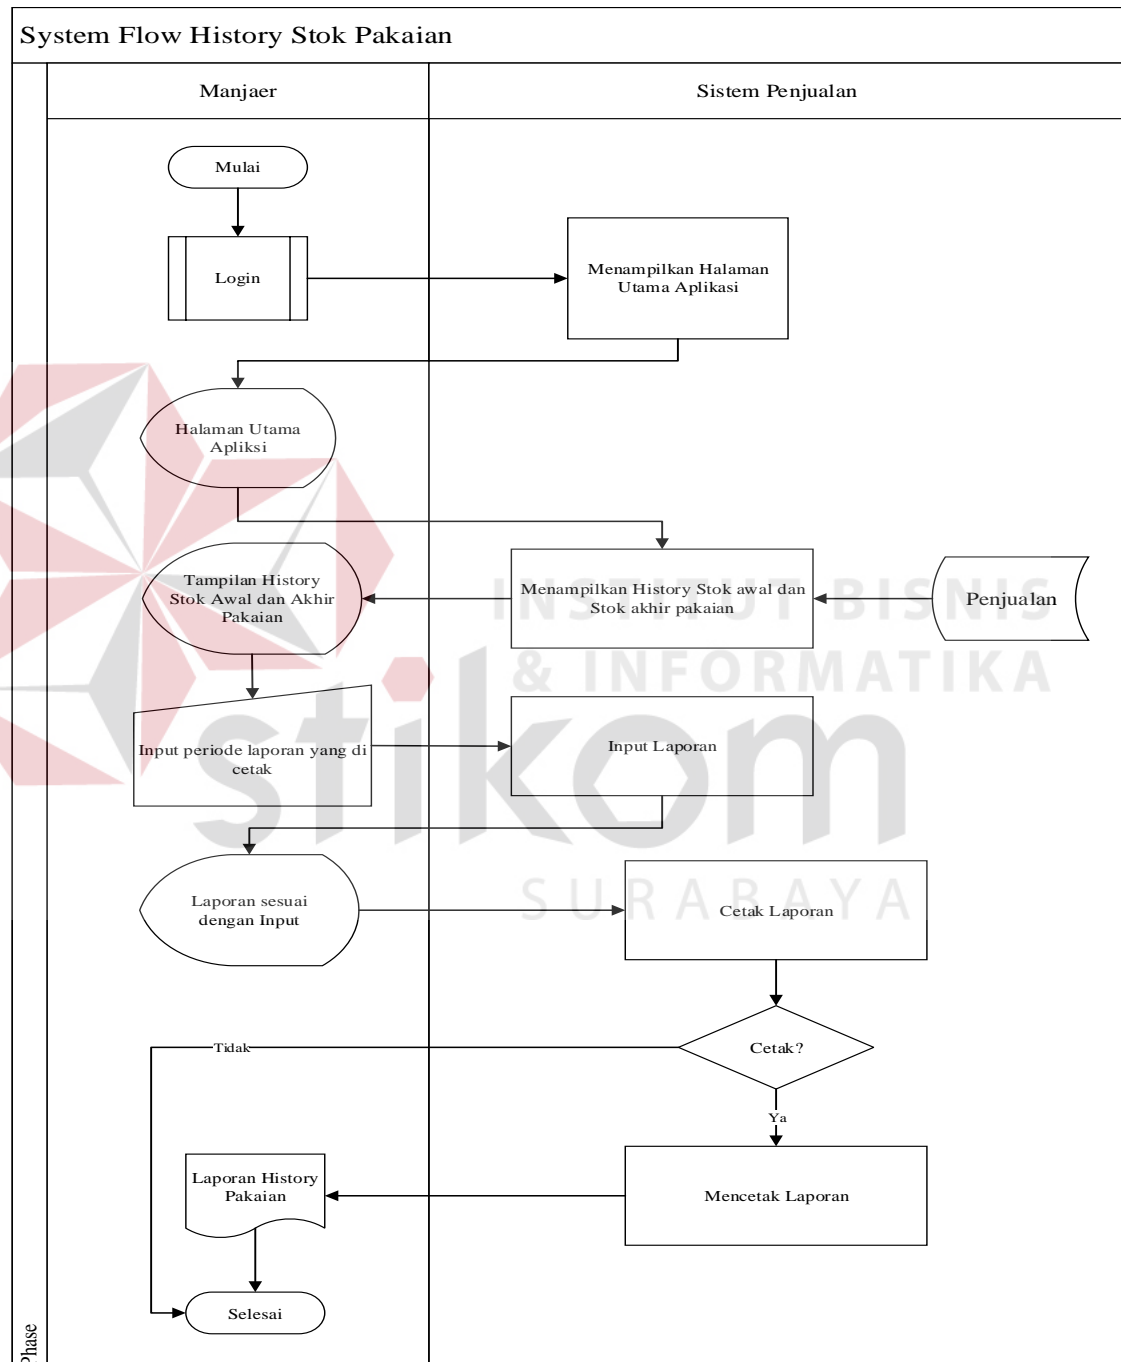 System Flow History Stok Pakaian
Manjaer
Sistem Penjualan
Mulai
Login
Menampilkan Halaman
Utama Aplikasi
Halaman Utama
Apliksi
Tampilan History
Stok Awal dan Akhir
Pakaian
Menampilkan History Stok awal dan
Stok akhir pakaian
Penjualan
INSTITUT BISNIS
& INFORMATIKA
stikom
SURABAYA
Input periode laporan yang di
cetak
Input Laporan
Laporan sesuai
dengan Input
Cetak Laporan
Cetak?
Tidak
Ya
Laporan History
Pakaian
Mencetak Laporan
Selesai
Phase